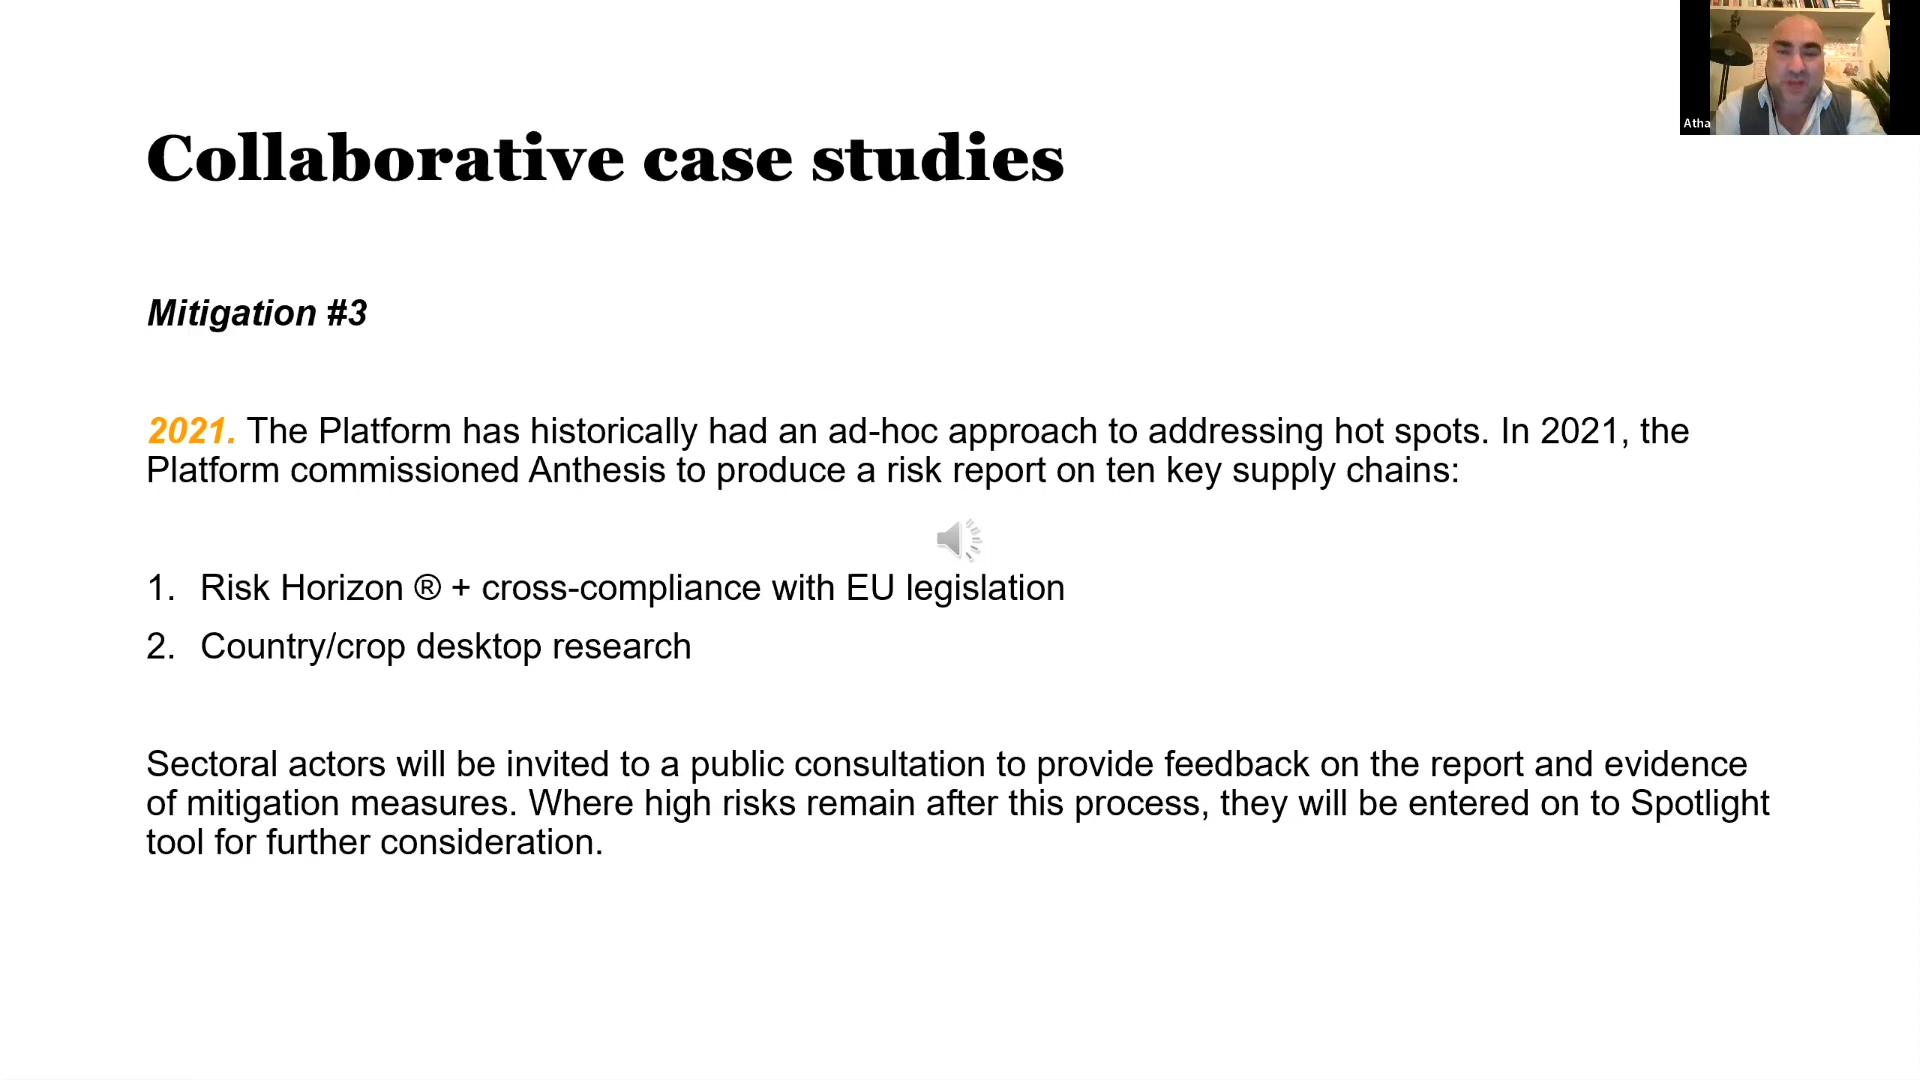 Atha
Collaborative case studies
Mitigation #3
2021. The Platform has historically had an ad-hoc approach to addressing hot spots. In 2021, the
Platform commissioned Anthesis to produce a risk report on ten key supply chains:
1. Risk Horizon ® + cross-compliance with EU legislation
2. Country/crop desktop research
Sectoral actors will be invited to a public consultation to provide feedback on the report and evidence
of mitigation measures. Where high risks remain after this process, they will be entered on to Spotlight
tool for further consideration.